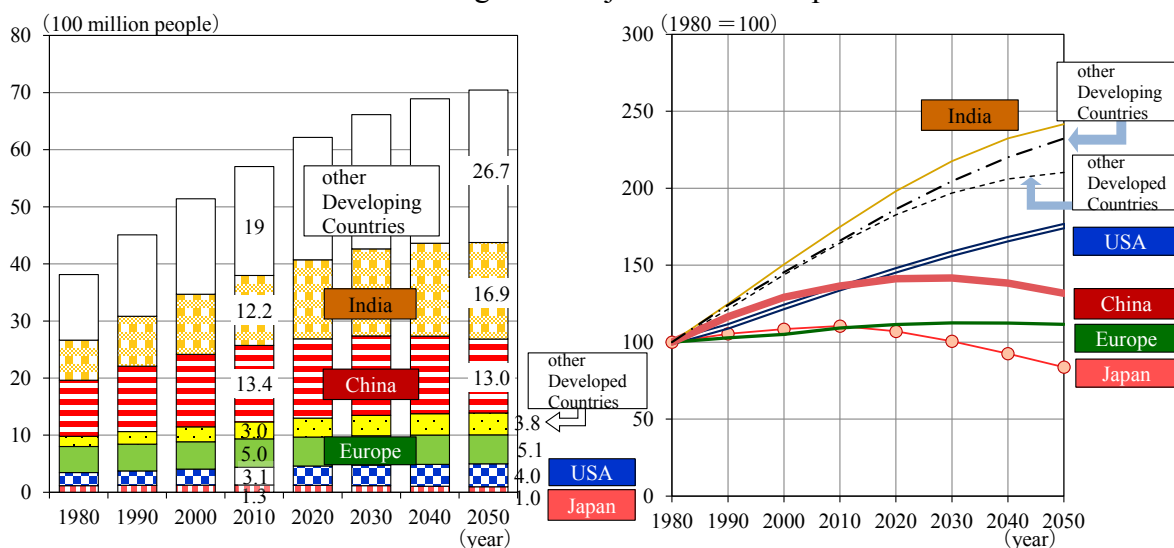 (100 million people)
80
70
60
50
40
30
20
10
0
1980 1990 2000 2010 2020 2030 2040 2050
(year)
other
Developing
Countries
India
China
Europe
19
12.2
13.4
3.0
5.0
3.1
1.3
26.7
16.9
13.0
3.8
5.1
4.0
1.0
other
Developed
Countries
USA
Japan
(1980 =100)
300
250
200
150
100
50
0
1980 1990 2000 2010 2020 2030 2040 2050
(year)
India
other
Developing
Countries
other
Developed
Countries
USA
China
Europe
Japan